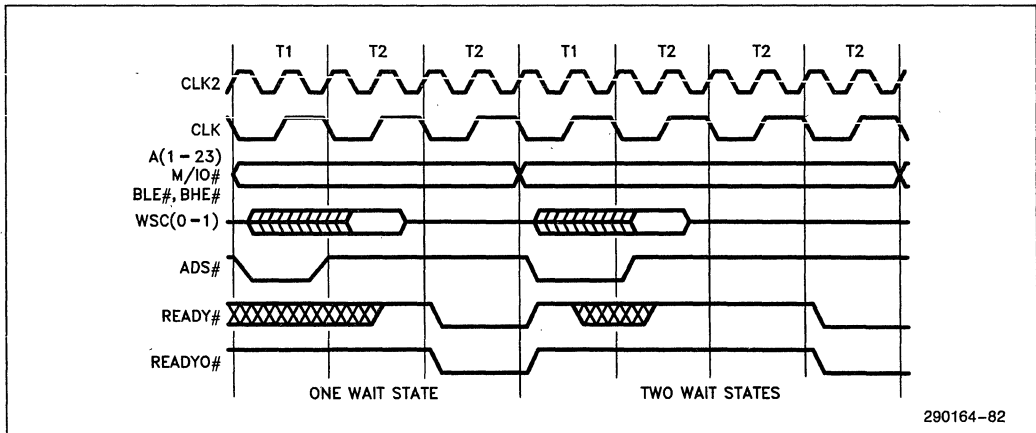 T1 T2 T2 T1 T2 T2 T2
CLK2
CLK
A(1-23)
M/IO#
BLE#, BHE#
WSC(0-1)
ADS#
READY#
READYO#
ONE WAIT STATE TWO WAIT STATES
290164-82